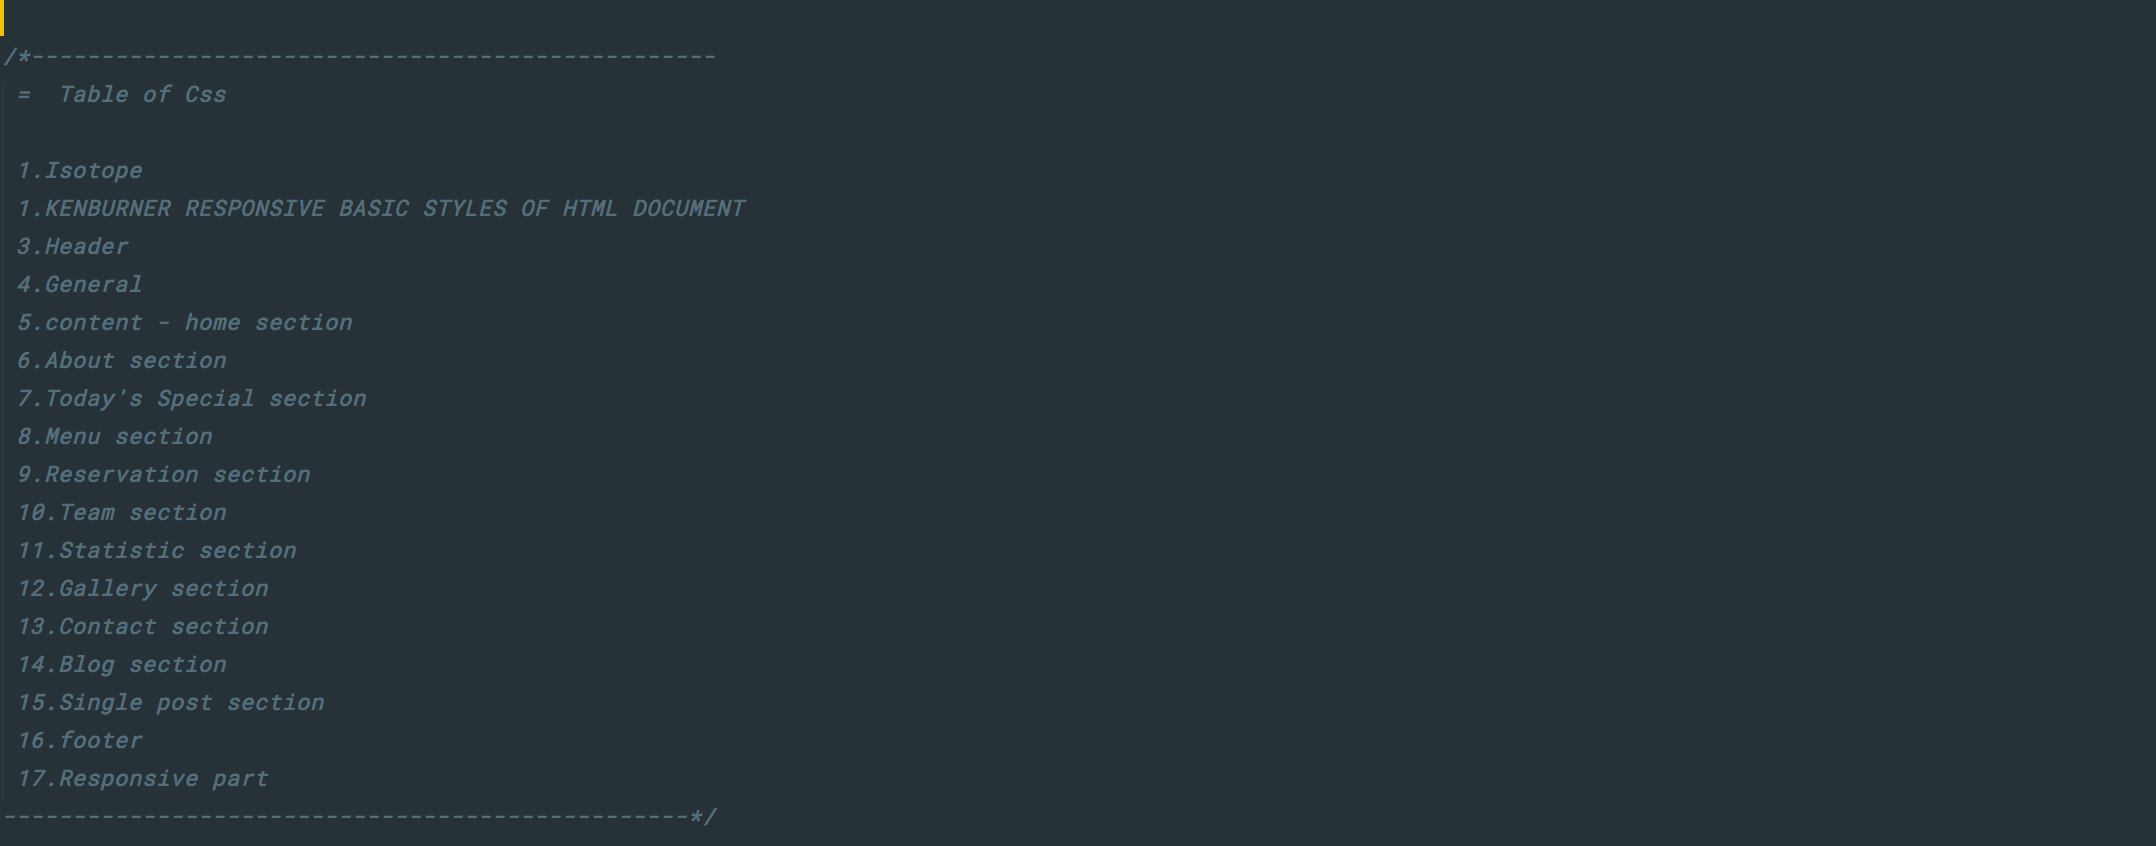 /*-------------------------------------------------
=  Table of Css
1.Isotope
1.KENBURNER RESPONSIVE BASIC STYLES OF HTML DOCUMENT
3.Header
4.General
5.content - home section
6.About section
7.Today's Special section
8.Menu section
9.Reservation section
10.Team section
11.Statistic section
12.Gallery section
13.Contact section
14.Blog section
15.Single post section
16.footer
17.Responsive part
-------------------------------------------------*/